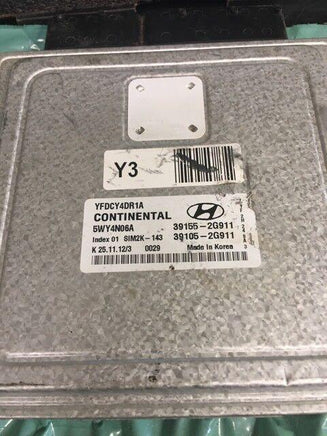 Y3
YFDCY4DR1A
CONTINENTAL
5WY4N06A 39155-2G911
Index 01 SIM2K-143 39105-2G911
K 25.11.12/3 0029 Made in Korea